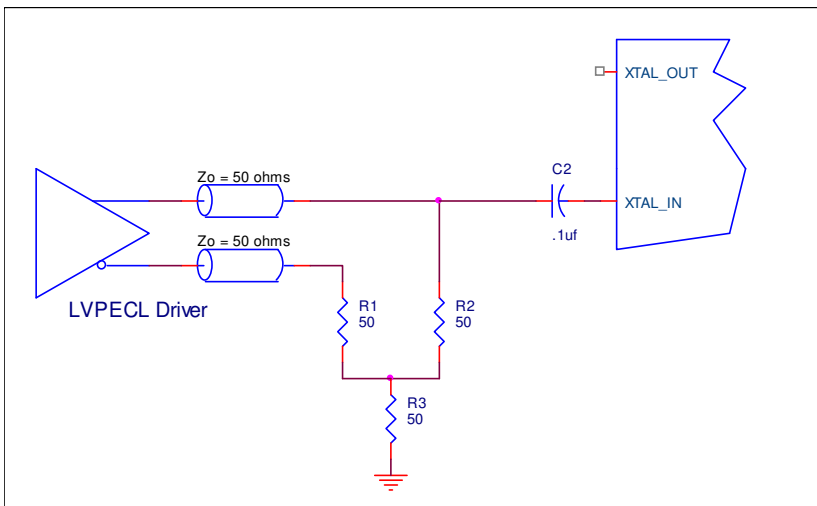 XTAL_OUT
C2
Zo = 50 ohms
XTAL_IN
.1uf
Zo = 50 ohms
LVPECL Driver
R1
50
R2
50
R3
50